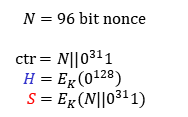 N = 96 bit nonce
ctr = N||0³¹1
H = E_K(0¹²⁸)
S = E_K(N||0³¹1)